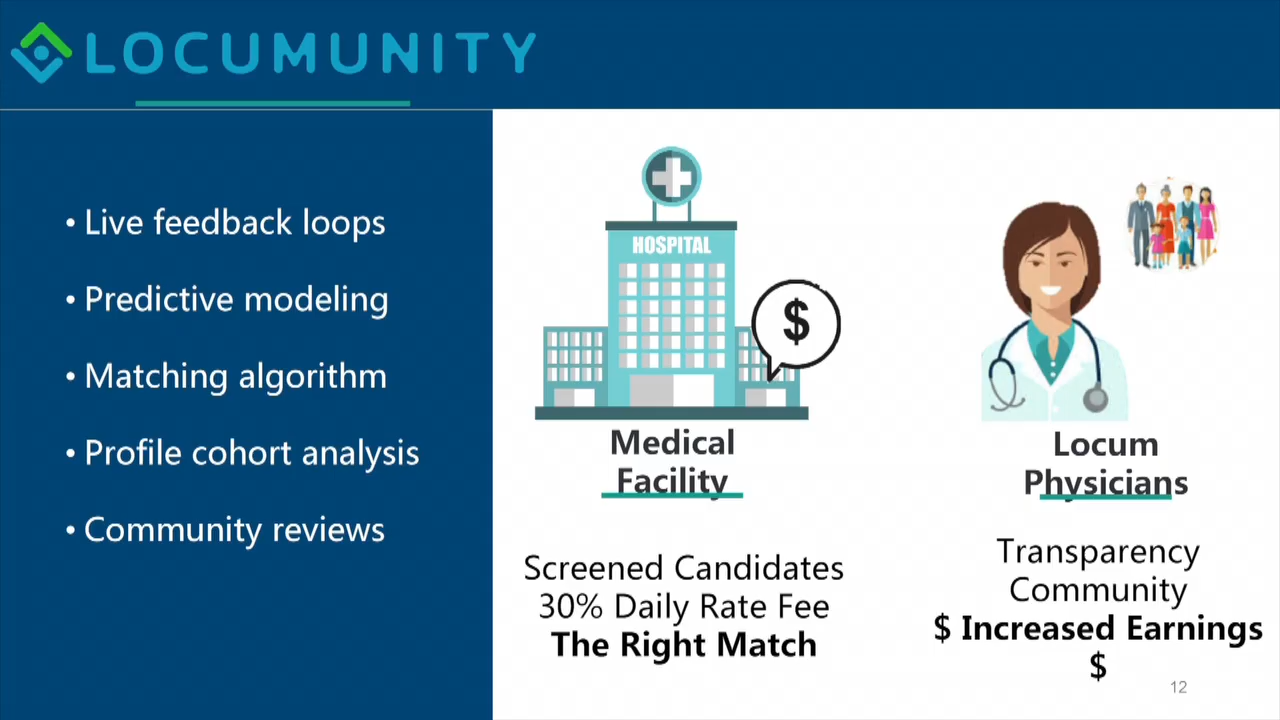 LOCUMUNITY
• Live feedback loops
• Predictive modeling
• Matching algorithm
• Profile cohort analysis
• Community reviews
HOSPITAL
$
Medical
Facility
Screened Candidates
30% Daily Rate Fee
The Right Match
Locum
Physicians
Transparency
Community
$ Increased Earnings
$
12